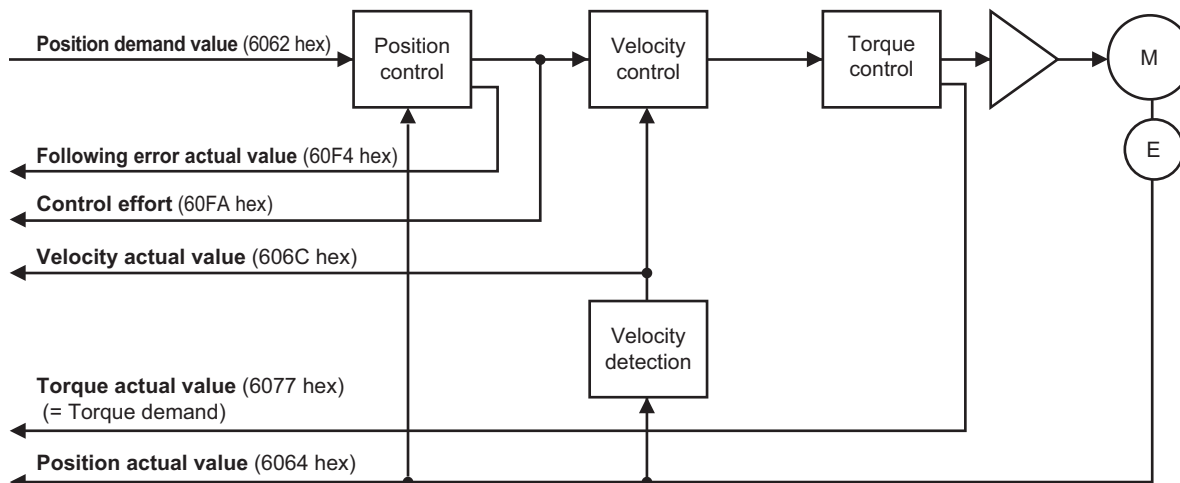 Position demand value (6062 hex)
Position
control
Velocity
control
Torque
control
M
E
Following error actual value (60F4 hex)
Control effort (60FA hex)
Velocity actual value (606C hex)
Velocity
detection
Torque actual value (6077 hex)
(= Torque demand)
Position actual value (6064 hex)